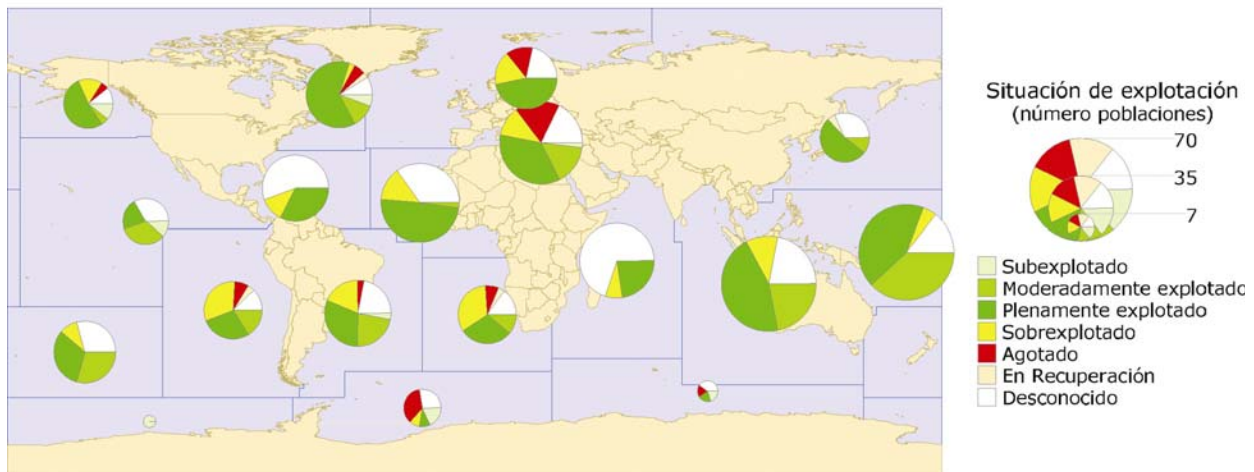 Situación de explotación
(número poblaciones)
70
35
7
Subexplotado
Moderadamente explotado
Plenamente explotado
Sobrexplotado
Agotado
En Recuperación
Desconocido